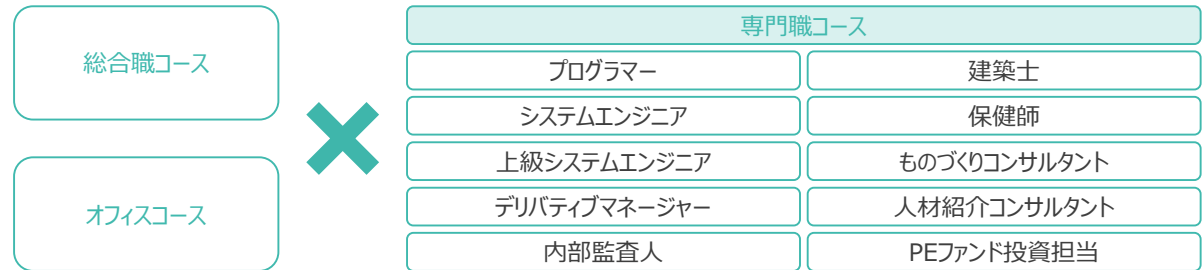 総合職コース
オフィスコース
専門職コース
プログラマー
建築士
システムエンジニア
保健師
上級システムエンジニア
ものづくりコンサルタント
デリバティブマネージャー
人材紹介コンサルタント
内部監査人
PEファンド投資担当